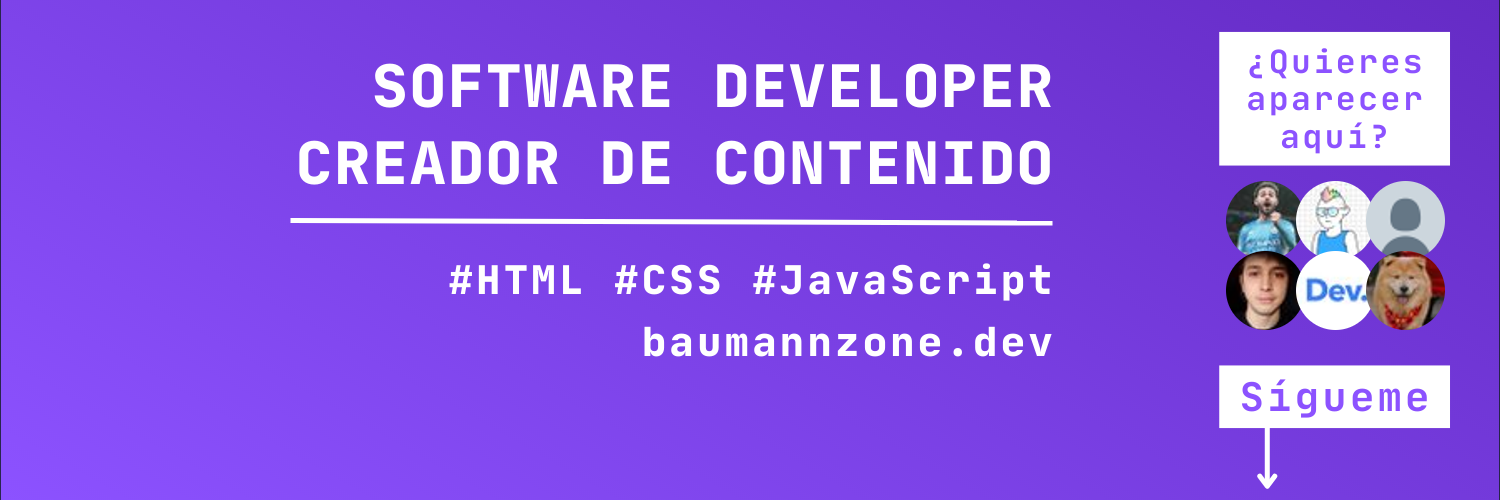 SOFTWARE DEVELOPER
CREADOR DE CONTENIDO
#HTML #CSS #JavaScript
baumannzone.dev
¿Quieres
aparecer
aquí?
Dev.
Sígueme